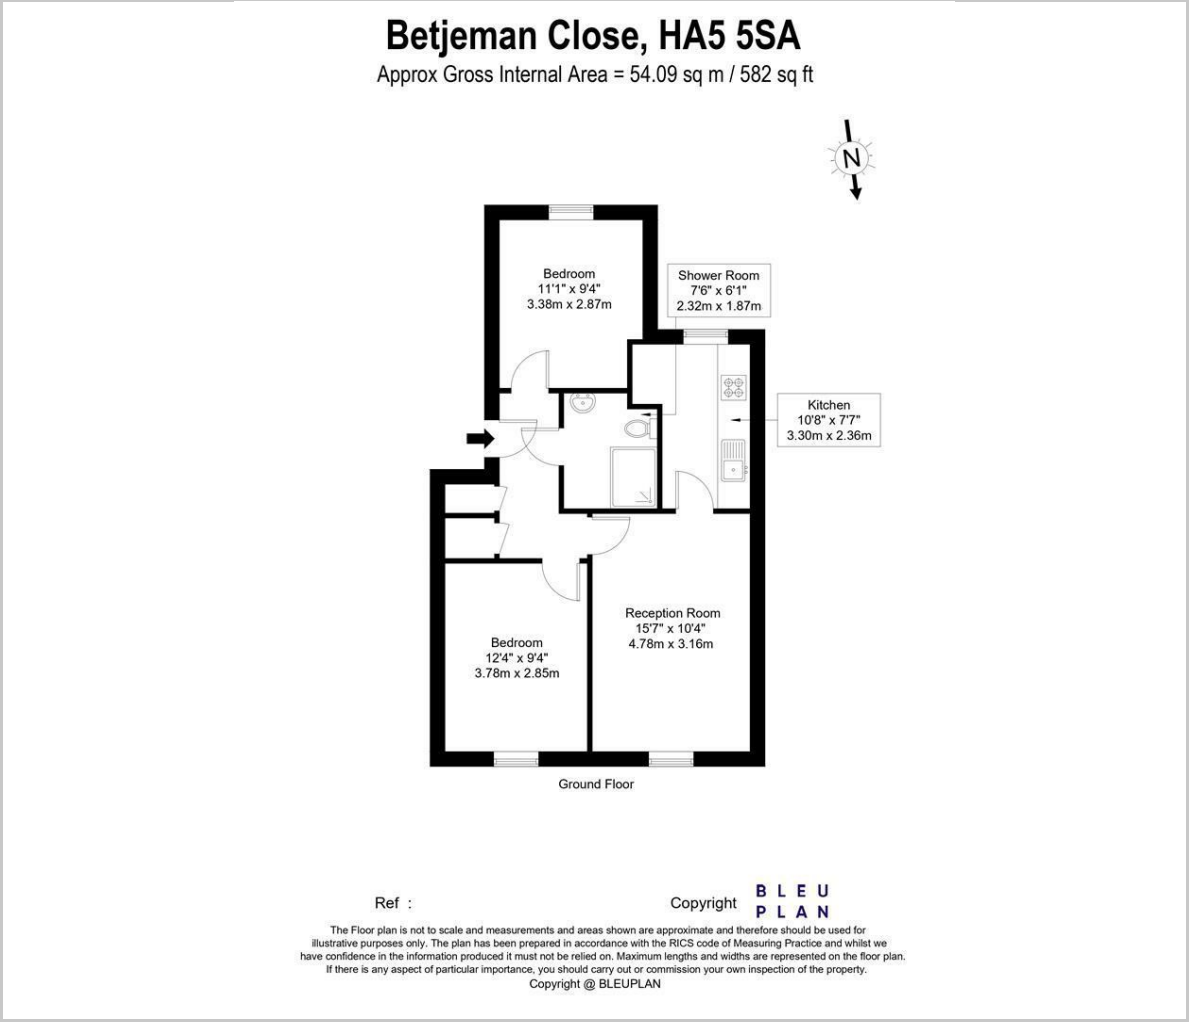 Betjeman Close, HA5 5SA
Approx Gross Internal Area = 54.09 sq m / 582 sq ft
N
Bedroom
11'1" x 9'4"
3.38m x 2.87m
Shower Room
7'6" x 6'1"
2.32m x 1.87m
Kitchen
10'8" x 7'7"
3.30m x 2.36m
Reception Room
15'7" x 10'4"
4.78m x 3.16m
Bedroom
12'4" x 9'4"
3.78m x 2.85m
Ground Floor
Ref :
Copyright
BLEU
PLAN
The Floor plan is not to scale and measurements and areas shown are approximate and therefore should be used for
illustrative purposes only. The plan has been prepared in accordance with the RICS code of Measuring Practice and whilst we
have confidence in the information produced it must not be relied on. Maximum lengths and widths are represented on the floor plan.
If there is any aspect of particular importance, you should carry out or commission your own inspection of the property.
Copyright @ BLEUPLAN